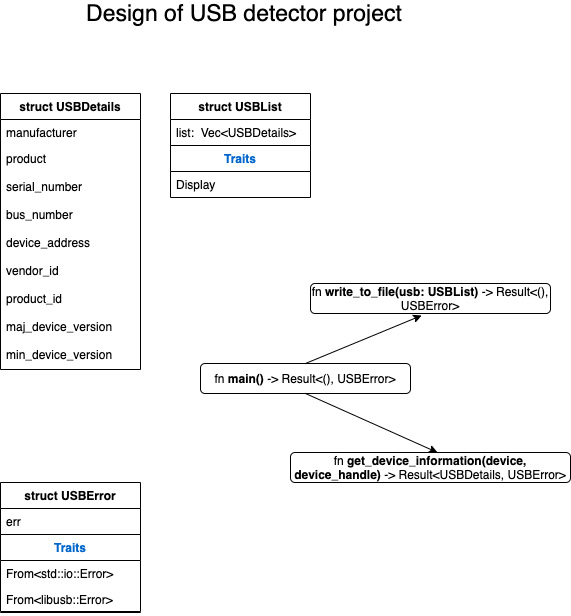 Design of USB detector project
struct USBDetails
manufacturer
product
serial_number
bus_number
device_address
vendor_id
product_id
maj_device_version
min_device_version
struct USBList
list:  Vec<USBDetails>
Traits
Display
fn write_to_file(usb: USBList) -> Result<(),
USBError>
fn main() -> Result<(), USBError>
fn get_device_information(device,
device_handle) -> Result<USBDetails, USBError>
struct USBError
err
Traits
From<std::io::Error>
From<libusb::Error>